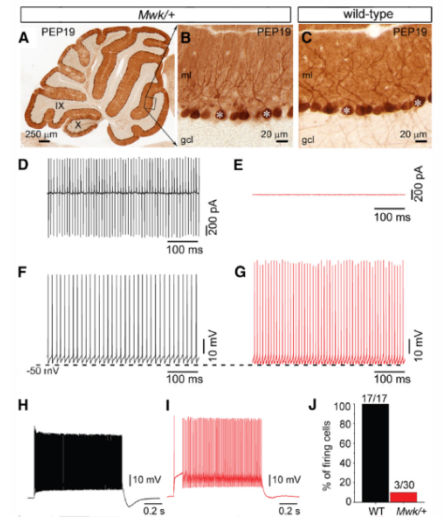 Mwk/+ wild-type
A PEP19 B PEP19 C PEP19
ml ml
IX
X
250 µm gcl 20 µm gcl 20 µm
* * * *
D E
200 pA 200 pA
100 ms 100 ms
F G
10 mV 10 mV
-50 mV
100 ms 100 ms
H I J
17/17
100
80
60
40
20
0
% of firing cells
3/30
WT Mwk/+
10 mV 10 mV
0.2 s 0.2 s